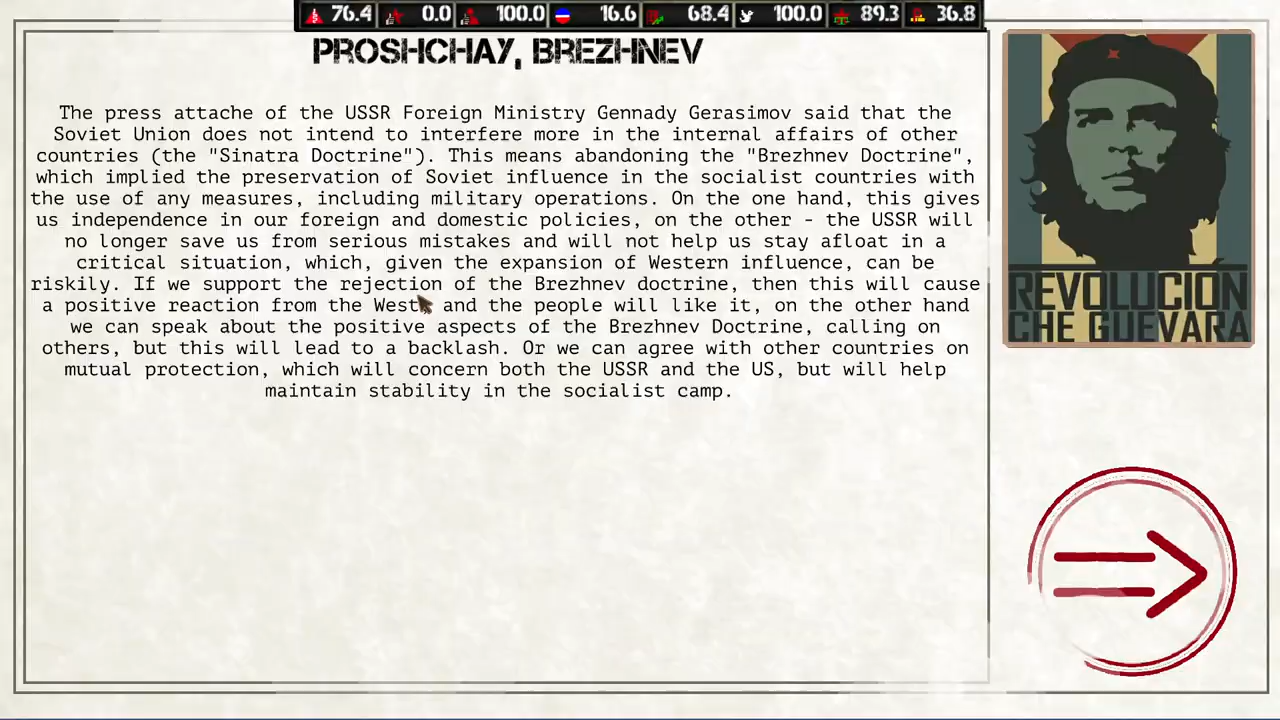 76.4 0.0 100.0 16.6 68.4 100.0 89.3 36.8
PROSHCHAY, BREZHNEV
The press attache of the USSR Foreign Ministry Gennady Gerasimov said that the
Soviet Union does not intend to interfere more in the internal affairs of other
countries (the "Sinatra Doctrine"). This means abandoning the "Brezhnev Doctrine",
which implied the preservation of Soviet influence in the socialist countries with
the use of any measures, including military operations. On the one hand, this gives
us independence in our foreign and domestic policies, on the other - the USSR will
no longer save us from serious mistakes and will not help us stay afloat in a
critical situation, which, given the expansion of Western influence, can be
riskily. If we support the rejection of the Brezhnev doctrine, then this will cause
a positive reaction from the West, and the people will like it, on the other hand
we can speak about the positive aspects of the Brezhnev Doctrine, calling on
others, but this will lead to a backlash. Or we can agree with other countries on
mutual protection, which will concern both the USSR and the US, but will help
maintain stability in the socialist camp.
REVOLUCION
CHE GUEVARA